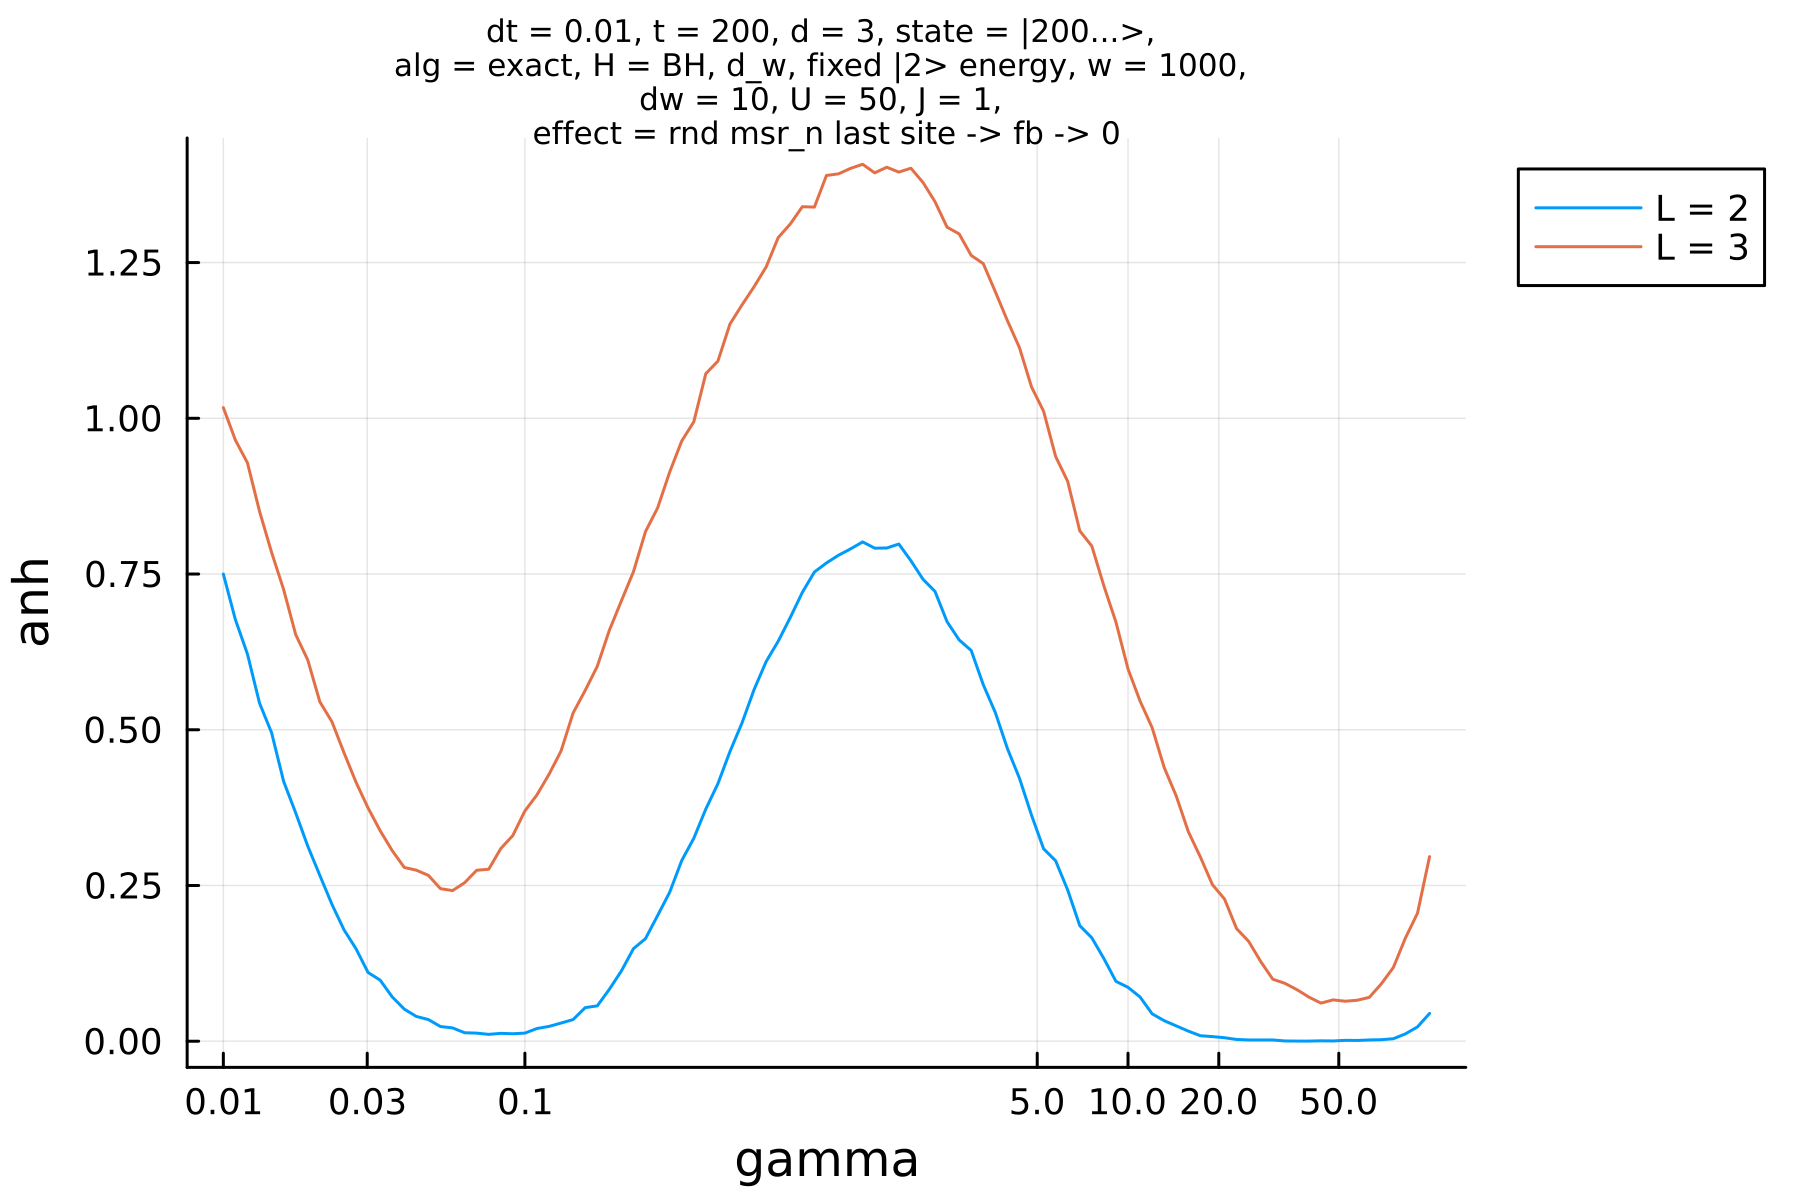 dt = 0.01, t = 200, d = 3, state = |200...>,
alg = exact, H = BH, d_w, fixed |2> energy, w = 1000,
dw = 10, U = 50, J = 1,
effect = rnd msr_n last site -> fb -> 0
L = 2
L = 3
1.25
1.00
0.75
0.50
0.25
0.00
anh
0.01 0.03 0.1 5.0 10.0 20.0 50.0
gamma